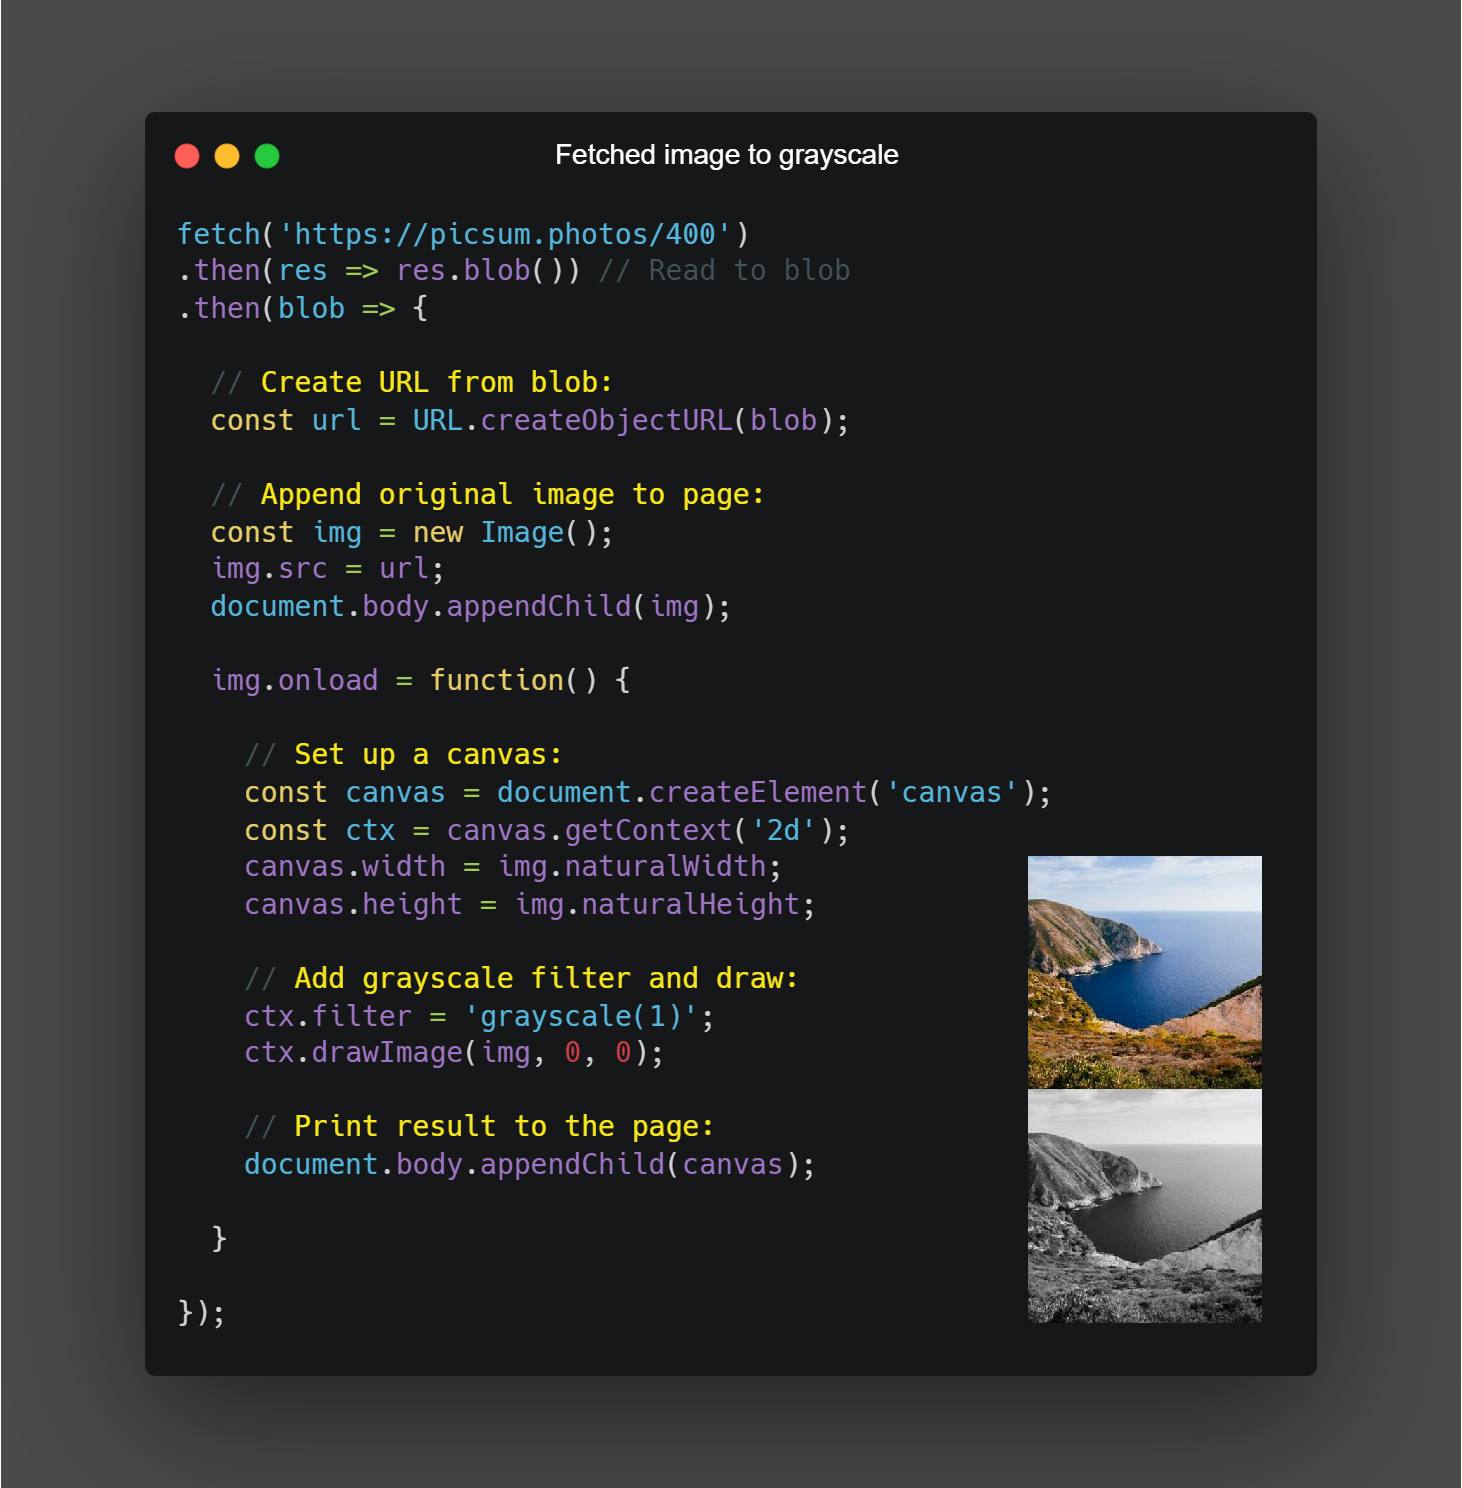 Fetched image to grayscale
fetch('https://picsum.photos/400')
.then(res => res.blob()) // Read to blob
.then(blob => {
// Create URL from blob:
const url = URL.createObjectURL(blob);
// Append original image to page:
const img = new Image();
img.src = url;
document.body.appendChild(img);
img.onload = function() {
// Set up a canvas:
const canvas = document.createElement('canvas');
const ctx = canvas.getContext('2d');
canvas.width = img.naturalWidth;
canvas.height = img.naturalHeight;
// Add grayscale filter and draw:
ctx.filter = 'grayscale(1)';
ctx.drawImage(img, 0, 0);
// Print result to the page:
document.body.appendChild(canvas);
}
});